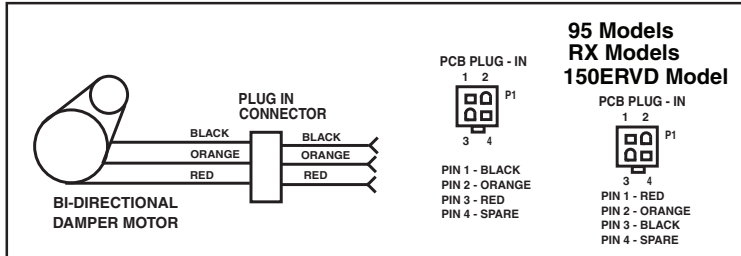 BI-DIRECTIONAL
DAMPER MOTOR
BLACK
ORANGE
RED
PLUG IN
CONNECTOR
BLACK
ORANGE
RED
PCB PLUG - IN
1 2
P1
3 4
PIN 1 - BLACK
PIN 2 - ORANGE
PIN 3 - RED
PIN 4 - SPARE
95 Models
RX Models
150ERVD Model
PCB PLUG - IN
1 2
P1
3 4
PIN 1 - RED
PIN 2 - ORANGE
PIN 3 - BLACK
PIN 4 - SPARE